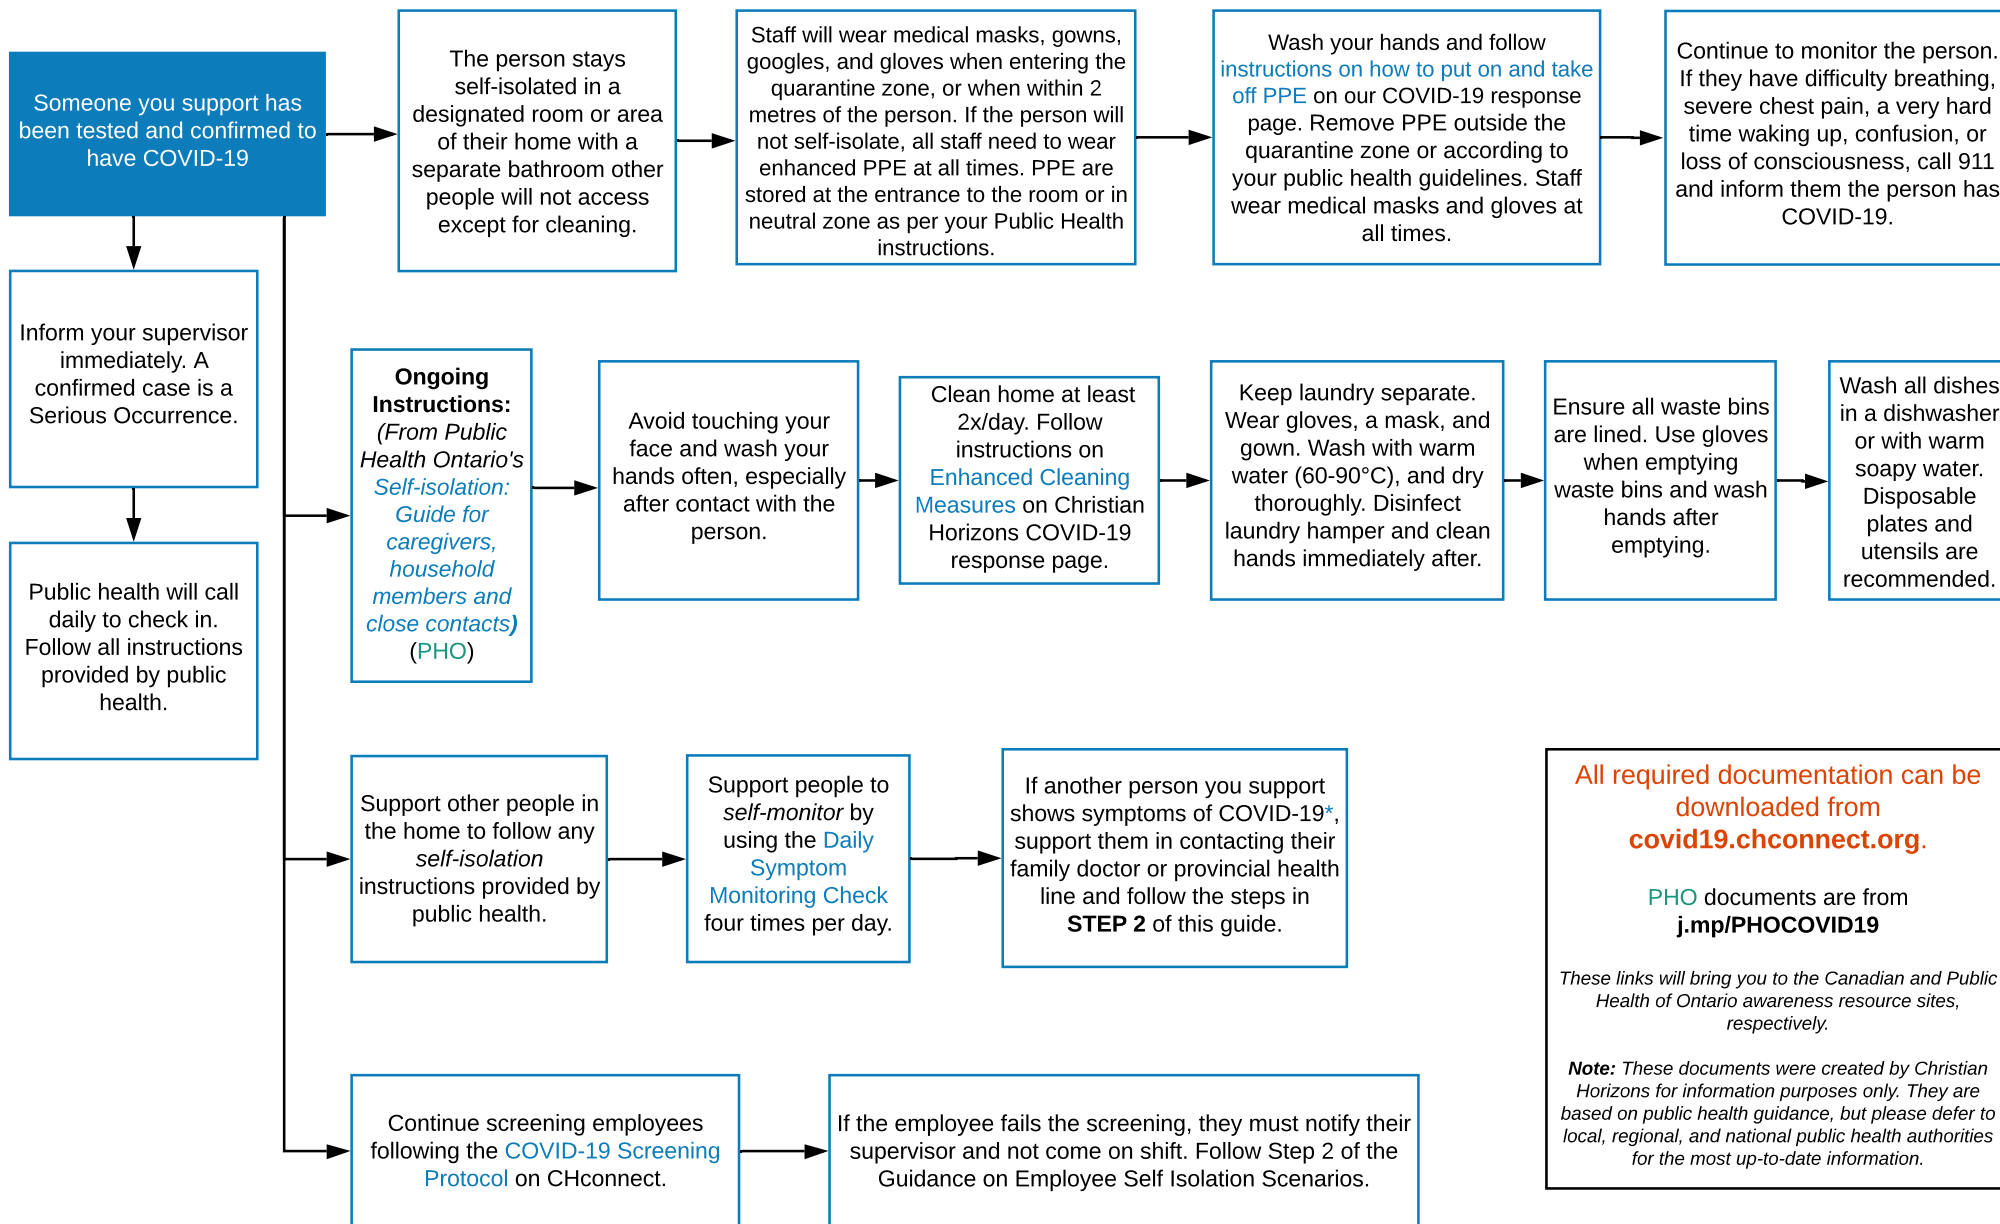 Someone you support has
been tested and confirmed to
have COVID-19
The person stays
self-isolated in a
designated room or area
of their home with a
separate bathroom other
people will not access
except for cleaning.
Staff will wear medical masks, gowns,
googles, and gloves when entering the
quarantine zone, or when within 2
metres of the person. If the person will
not self-isolate, all staff need to wear
enhanced PPE at all times. PPE are
stored at the entrance to the room or in
neutral zone as per your Public Health
instructions.
Wash your hands and follow
instructions on how to put on and take
off PPE on our COVID-19 response
page. Remove PPE outside the
quarantine zone or according to
your public health guidelines. Staff
wear medical masks and gloves at
all times.
Continue to monitor the person.
If they have difficulty breathing,
severe chest pain, a very hard
time waking up, confusion, or
loss of consciousness, call 911
and inform them the person has
COVID-19.
Inform your supervisor
immediately. A
confirmed case is a
Serious Occurrence.
Public health will call
daily to check in.
Follow all instructions
provided by public
health.
Ongoing
Instructions:
(From Public
Health Ontario's
Self-isolation:
Guide for
caregivers,
household
members and
close contacts)
(PHO)
Avoid touching your
face and wash your
hands often, especially
after contact with the
person.
Clean home at least
2x/day. Follow
instructions on
Enhanced Cleaning
Measures on Christian
Horizons COVID-19
response page.
Keep laundry separate.
Wear gloves, a mask, and
gown. Wash with warm
water (60-90°C), and dry
thoroughly. Disinfect
laundry hamper and clean
hands immediately after.
Ensure all waste bins
are lined. Use gloves
when emptying
waste bins and wash
hands after
emptying.
Wash all dishes
in a dishwasher
or with warm
soapy water.
Disposable
plates and
utensils are
recommended.
Support other people in
the home to follow any
self-isolation
instructions provided by
public health.
Support people to
self-monitor by
using the Daily
Symptom
Monitoring Check
four times per day.
If another person you support
shows symptoms of COVID-19*,
support them in contacting their
family doctor or provincial health
line and follow the steps in
STEP 2 of this guide.
All required documentation can be
downloaded from
covid19.chconnect.org.
PHO documents are from
j.mp/PHOCOVID19
These links will bring you to the Canadian and Public
Health of Ontario awareness resource sites,
respectively.
Note: These documents were created by Christian
Horizons for information purposes only. They are
based on public health guidance, but please defer to
local, regional, and national public health authorities
for the most up-to-date information.
Continue screening employees
following the COVID-19 Screening
Protocol on CHconnect.
If the employee fails the screening, they must notify their
supervisor and not come on shift. Follow Step 2 of the
Guidance on Employee Self Isolation Scenarios.